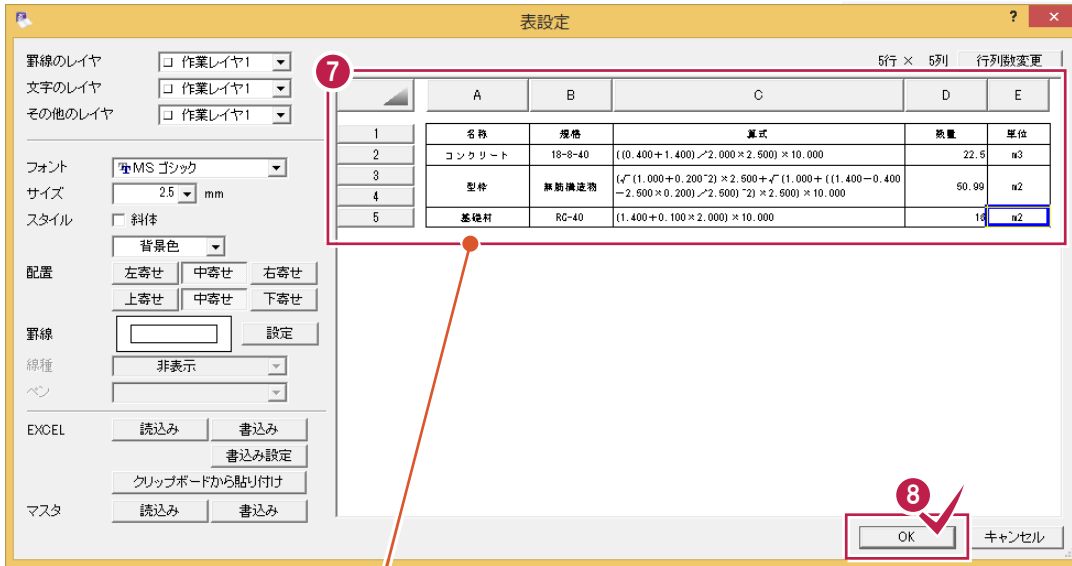 表設定
? ×
罫線のレイヤ ロ 作業レイヤ1
文字のレイヤ ロ 作業レイヤ1
その他のレイヤ ロ 作業レイヤ1
フォント MS ゴシック
サイズ 2.5 mm
スタイル 斜体
背景色
配置 左寄せ 中寄せ 右寄せ
上寄せ 中寄せ 下寄せ
罫線 設定
線種 非表示
ペン
EXCEL 読込み 書込み
書込み設定
クリップボードから貼り付け
マスタ 読込み 書込み
5行 × 5列 行列数変更
7
A B C D E
1 名称 規格 算式 数量 単位
2 コンクリート 18-8-40 ((0.400+1.400)／2.000×2.500)×10.000 22.5 m3
3 型枠 無筋構造物 (√(1.000+0.200^2)×2.500+√(1.000+((1.400−0.400 50.99 m2
4 −2.500×0.200)／2.500)^2)×2.500)×10.000
5 基礎材 RC-40 (1.400+0.100×2.000)×10.000 16 m2
8
OK キャンセル